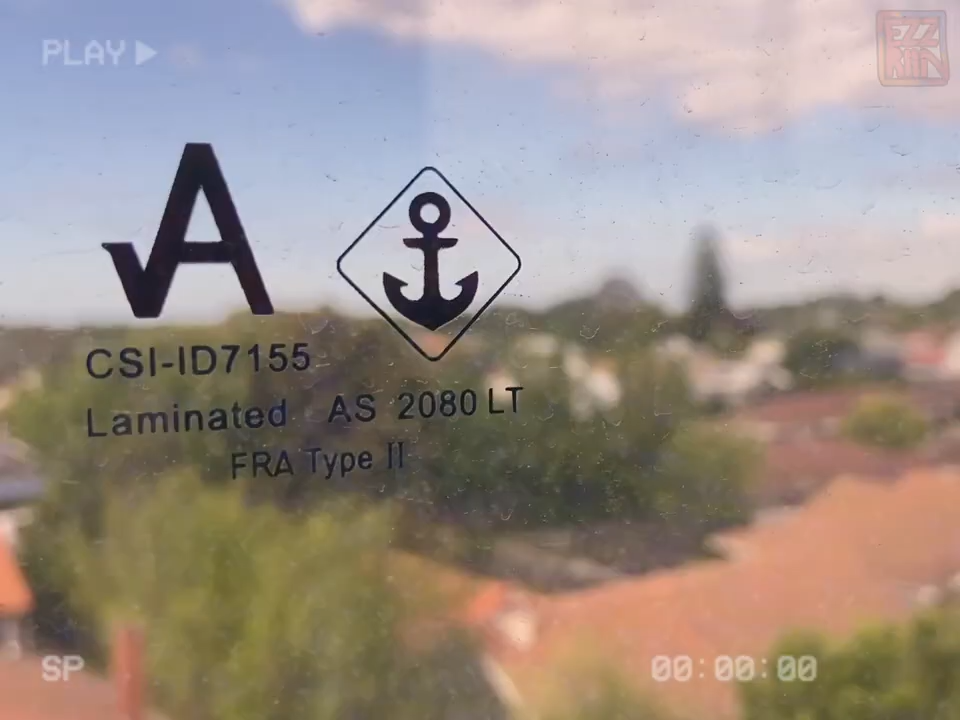 PLAY
A
CSI-ID7155
Laminated AS 2080 LT
FRA Type II
SP
00:00:00